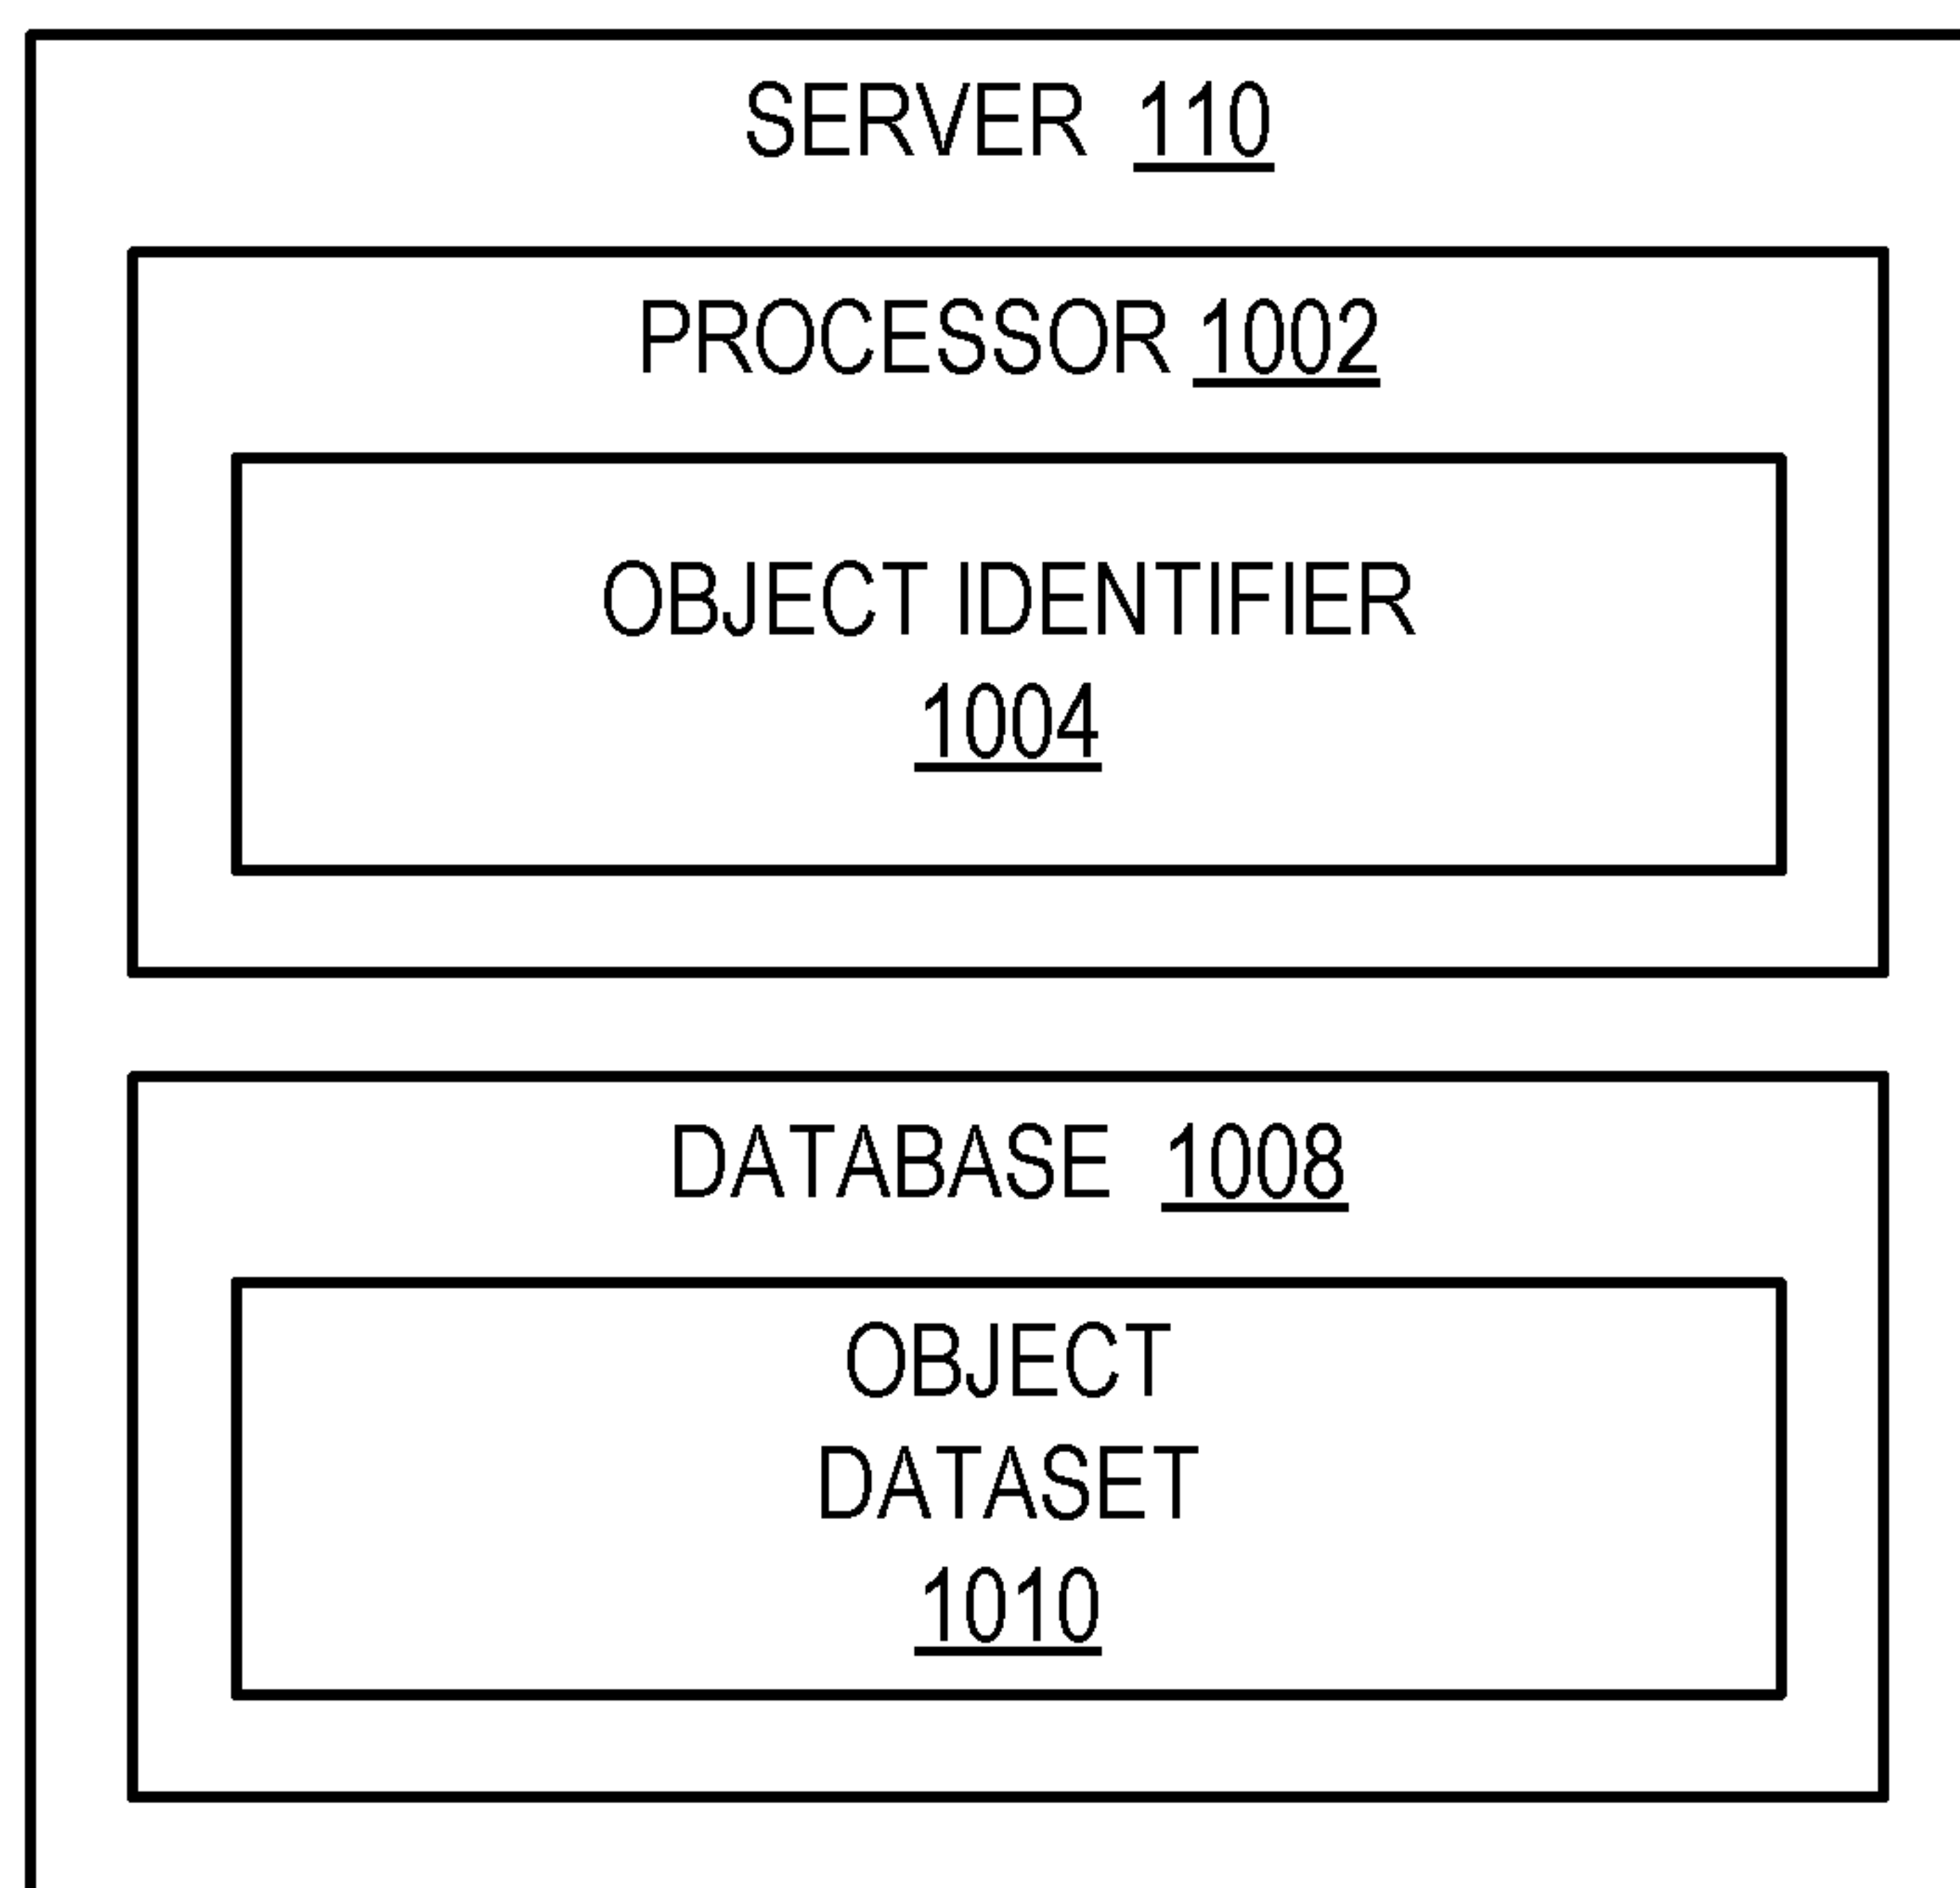 SERVER 110
PROCESSOR 1002
OBJECT IDENTIFIER
1004
DATABASE 1008
OBJECT
DATASET
1010